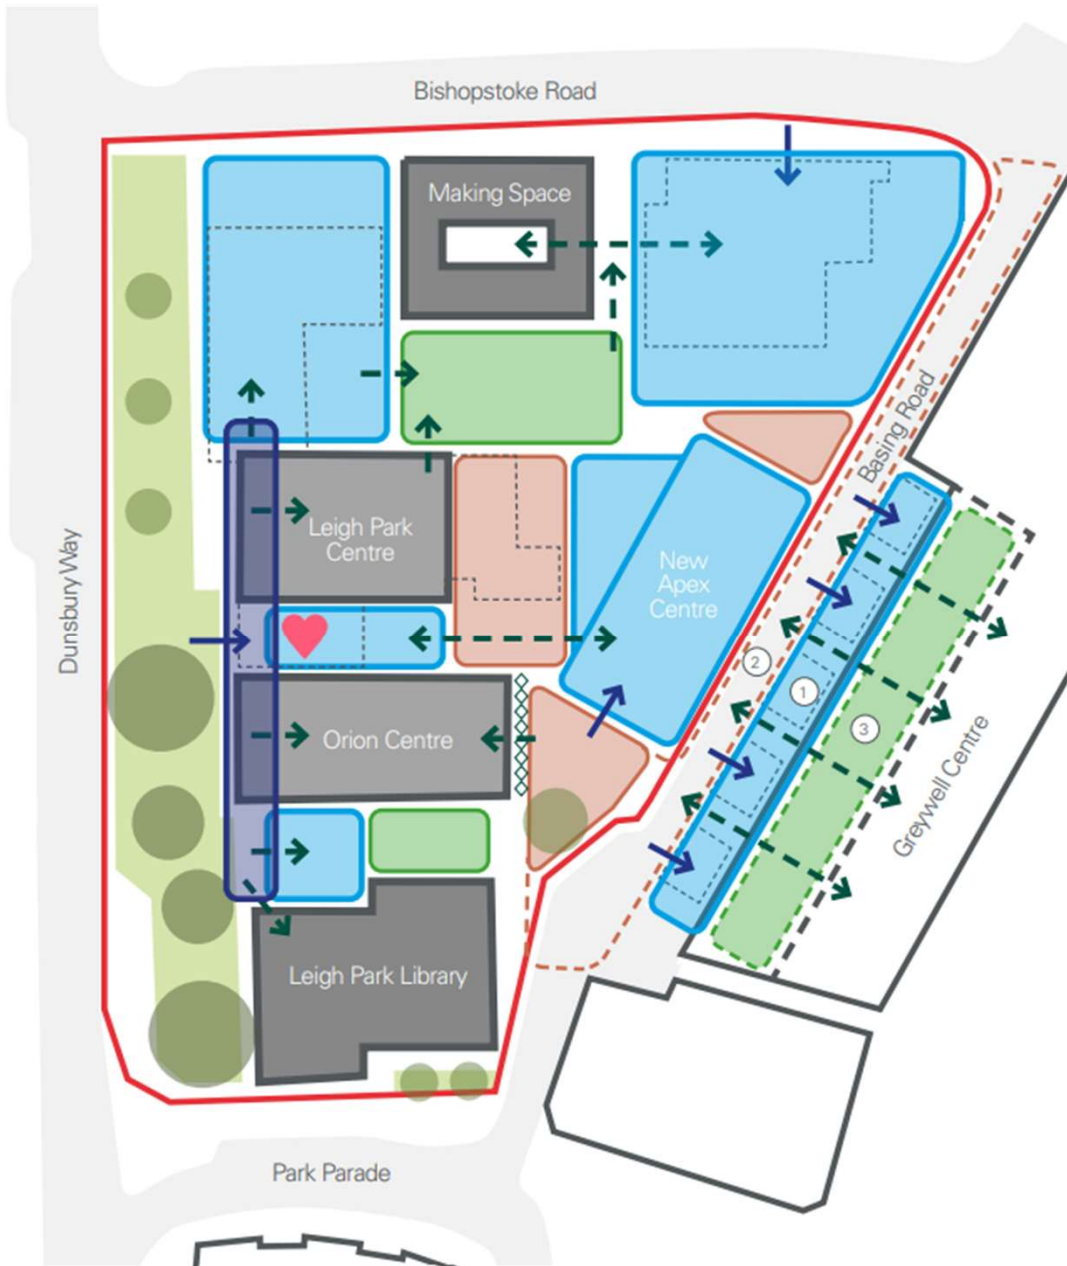 Bishopstoke Road
Making Space
Basing Road
Leigh Park
Centre
Dunsbury Way
New
Apex
Centre
2
1
3
Orion Centre
Greywell Centre
Leigh Park Library
Park Parade